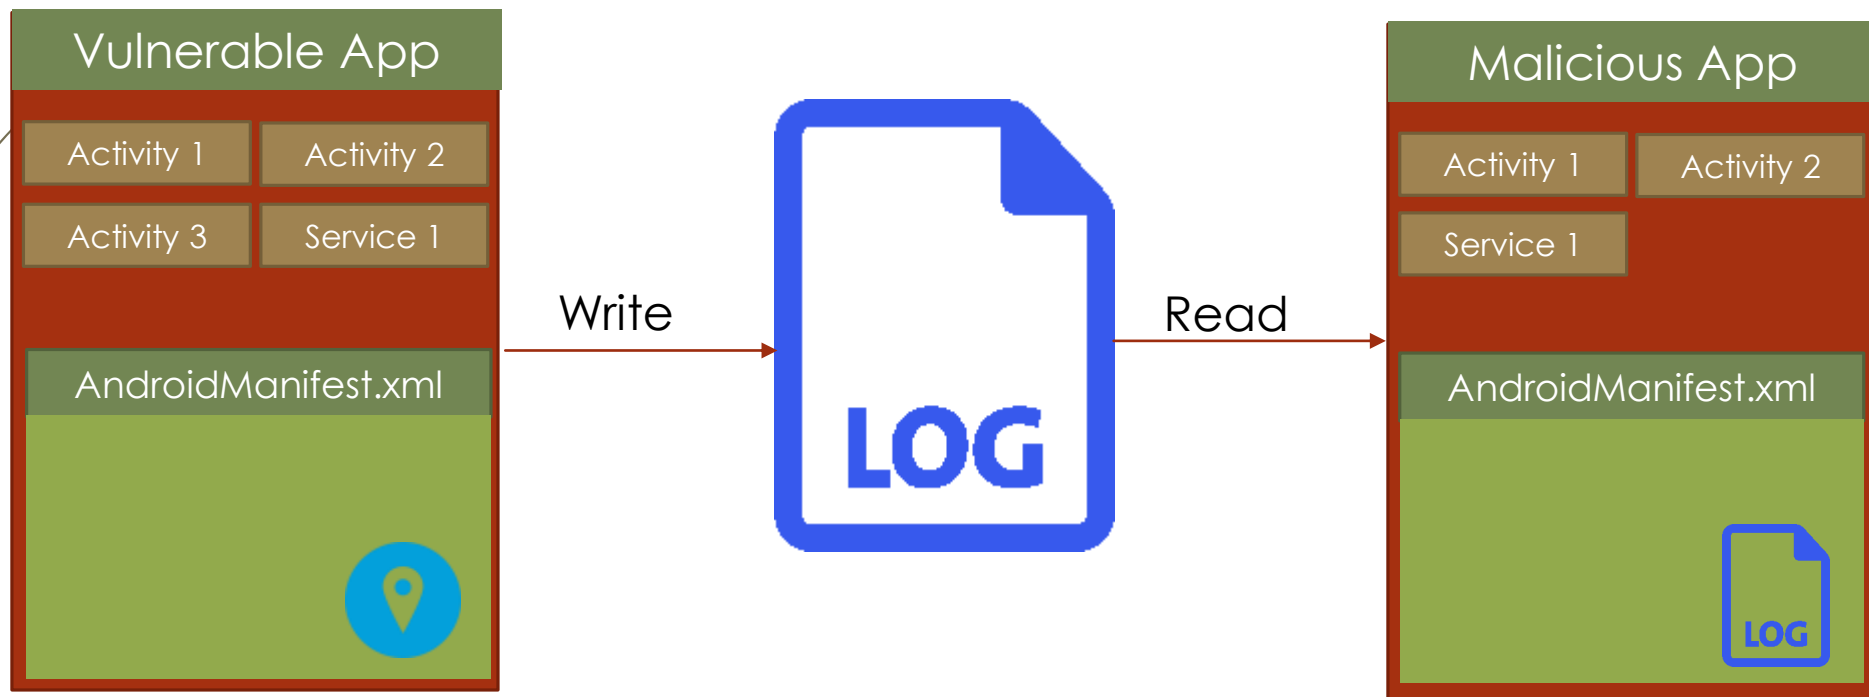 Vulnerable App
Activity 1
Activity 2
Activity 3
Service 1
AndroidManifest.xml
Write
LOG
Read
Malicious App
Activity 1
Activity 2
Service 1
AndroidManifest.xml
LOG